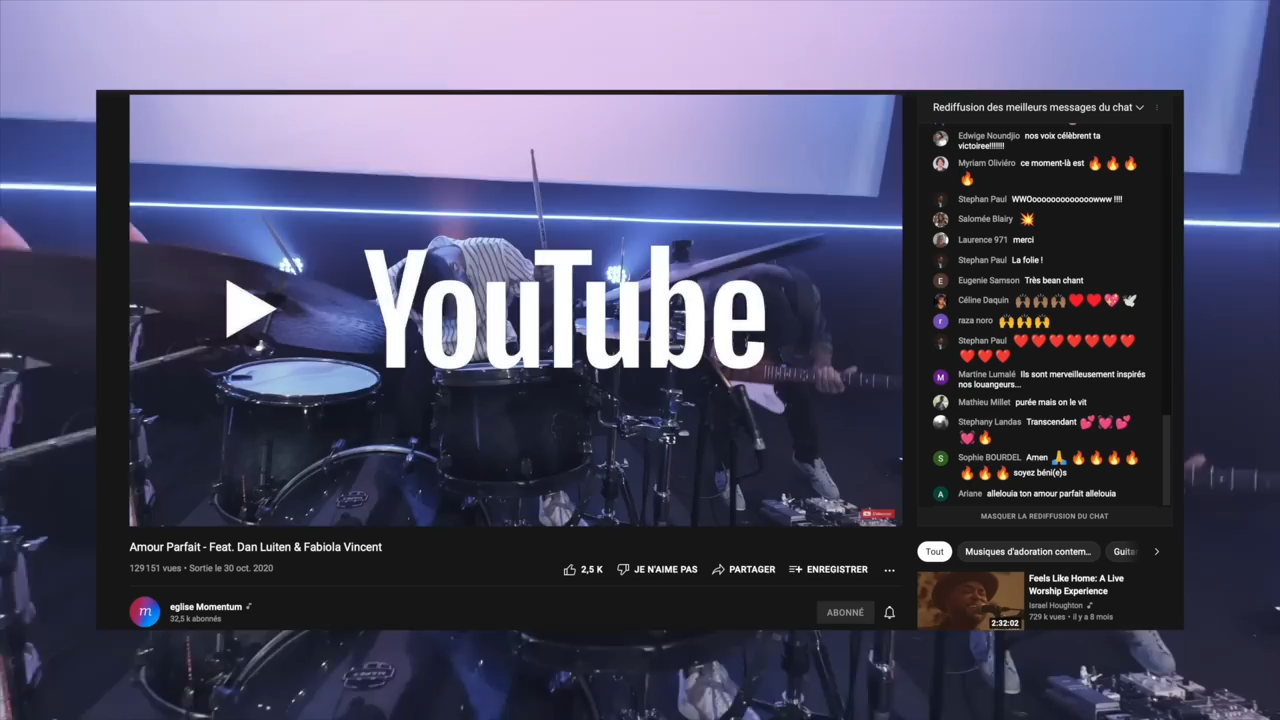 YouTube
Amour Parfait - Feat. Dan Luiten & Fabiola Vincent
129 151 vues • Sortie le 30 oct. 2020
2,5 K
JE N'AIME PAS
PARTAGER
ENREGISTRER
m
eglise Momentum
32,5 k abonnés
ABONNÉ
Rediffusion des meilleurs messages du chat
Edwige Noundjio nos voix célèbrent ta
victoiree!!!!!!!
Myriam Oliviéro ce moment-là est 🔥🔥🔥
🔥
Stephan Paul WWOooooooooooooowww !!!!
Salomée Blairy 💥
Laurence 971 merci
Stephan Paul La folie !
E
Eugenie Samson Très bean chant
Céline Daquin 🙌🏾🙌🏾🙌🏾♥️♥️💖🕊️
r
raza noro 🙌🙌🙌
Stephan Paul ❤️❤️❤️❤️❤️❤️❤️
❤️❤️❤️
M
Martine Lumalé Ils sont merveilleusement inspirés
nos louangeurs...
Mathieu Millet purée mais on le vit
Stephany Landas Transcendant 💕💓💕
💓🔥
S
Sophie BOURDEL Amen 🙏🔥🔥🔥🔥
🔥🔥🔥 soyez béni(e)s
A
Ariane allelouia ton amour parfait allelouia
MASQUER LA REDIFFUSION DU CHAT
Tout
Musiques d'adoration contem...
Guita
Feels Like Home: A Live
Worship Experience
Israel Houghton
729 k vues • il y a 8 mois
2:32:02